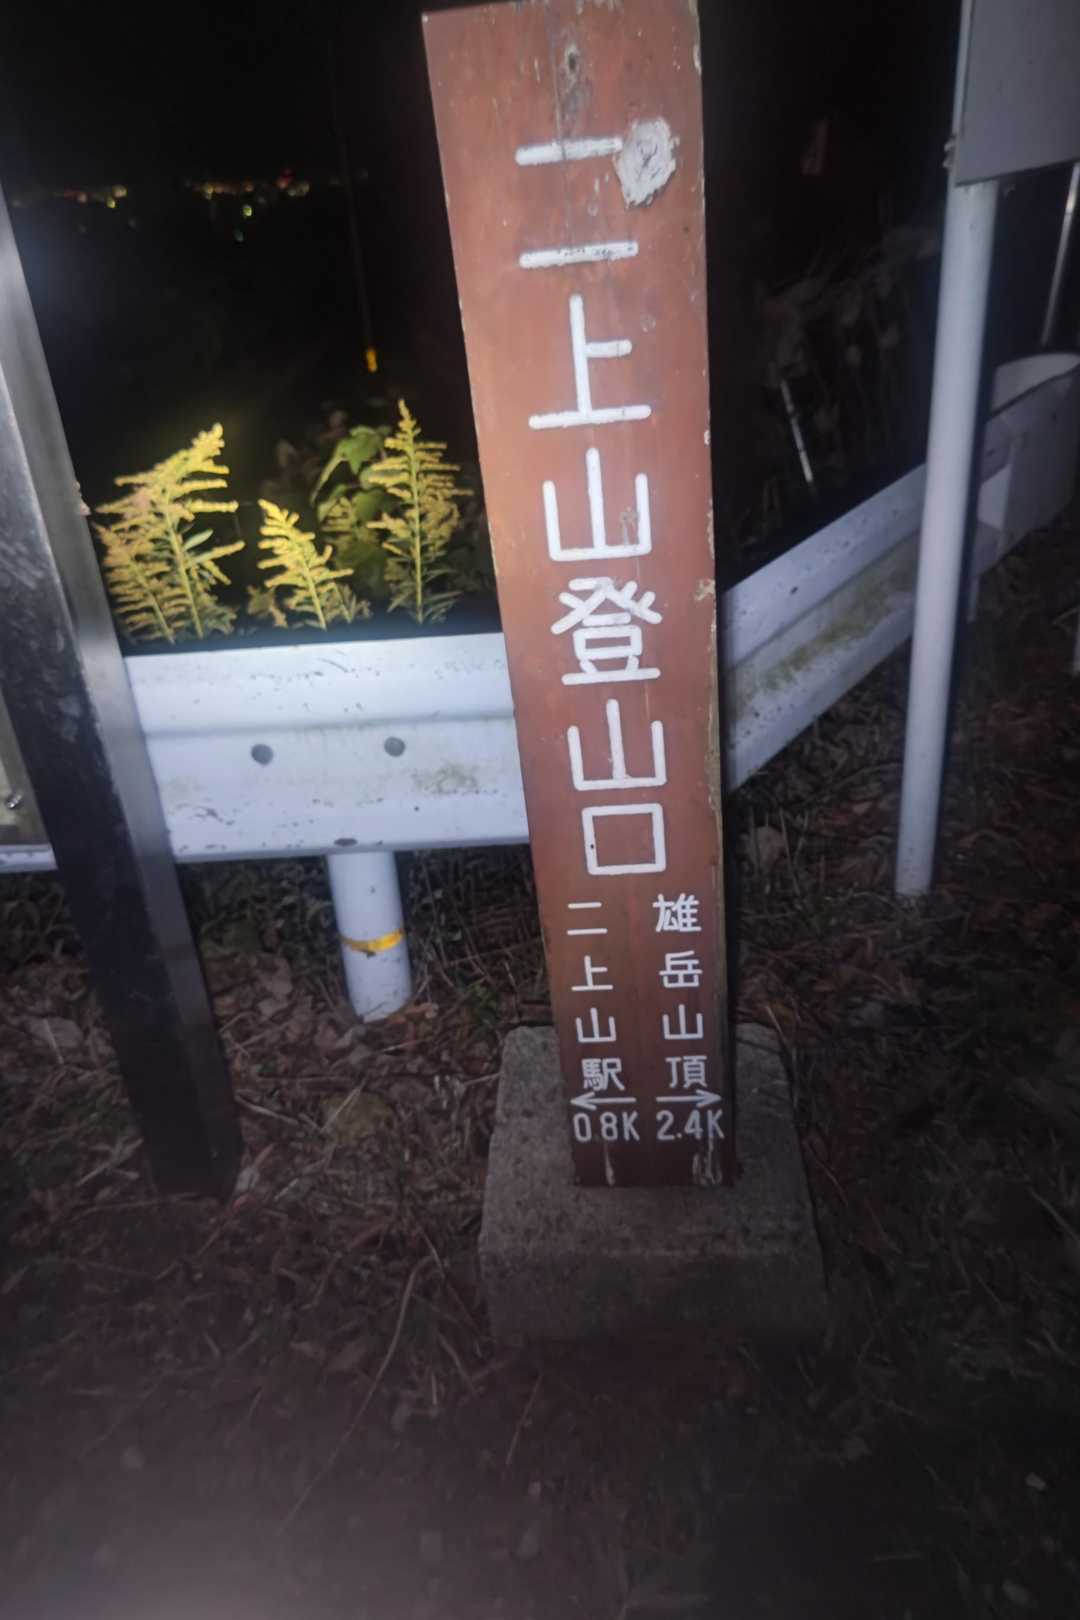 二上山登山口
雄岳山頂
→
2.4K
二上山駅
←
0.8K